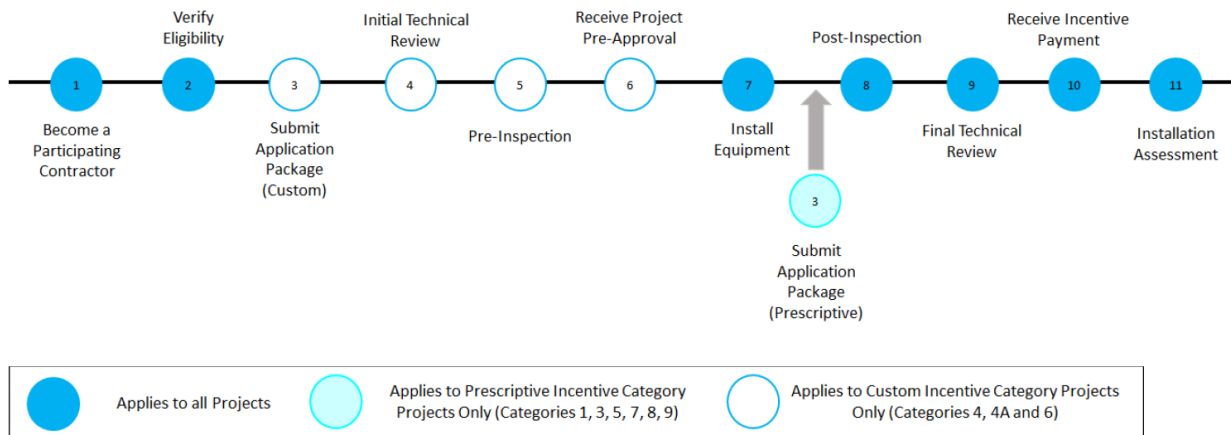 Verify
Eligibility
Initial Technical
Review
Receive Project
Pre-Approval
Post-Inspection
Receive Incentive
Payment
1
2
3
4
5
6
7
8
9
10
11
Become a
Participating
Contractor
Submit
Application
Package
(Custom)
Pre-Inspection
Install
Equipment
Final Technical
Review
Installation
Assessment
3
Submit
Application
Package
(Prescriptive)
Applies to all Projects
Applies to Prescriptive Incentive Category
Projects Only (Categories 1, 3, 5, 7, 8, 9)
Applies to Custom Incentive Category Projects
Only (Categories 4, 4A and 6)